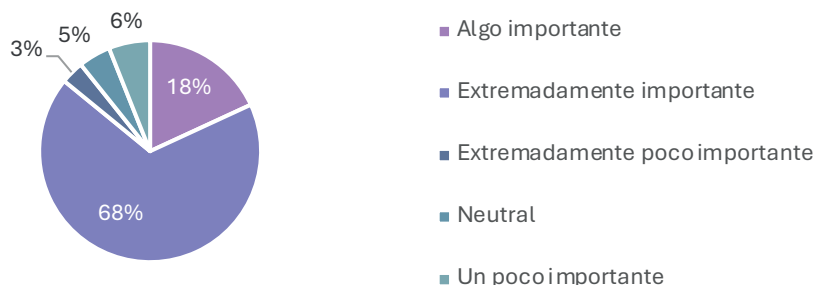 6%
5%
3%
18%
68%
Algo importante
Extremadamente importante
Extremadamente poco importante
Neutral
Un poco importante